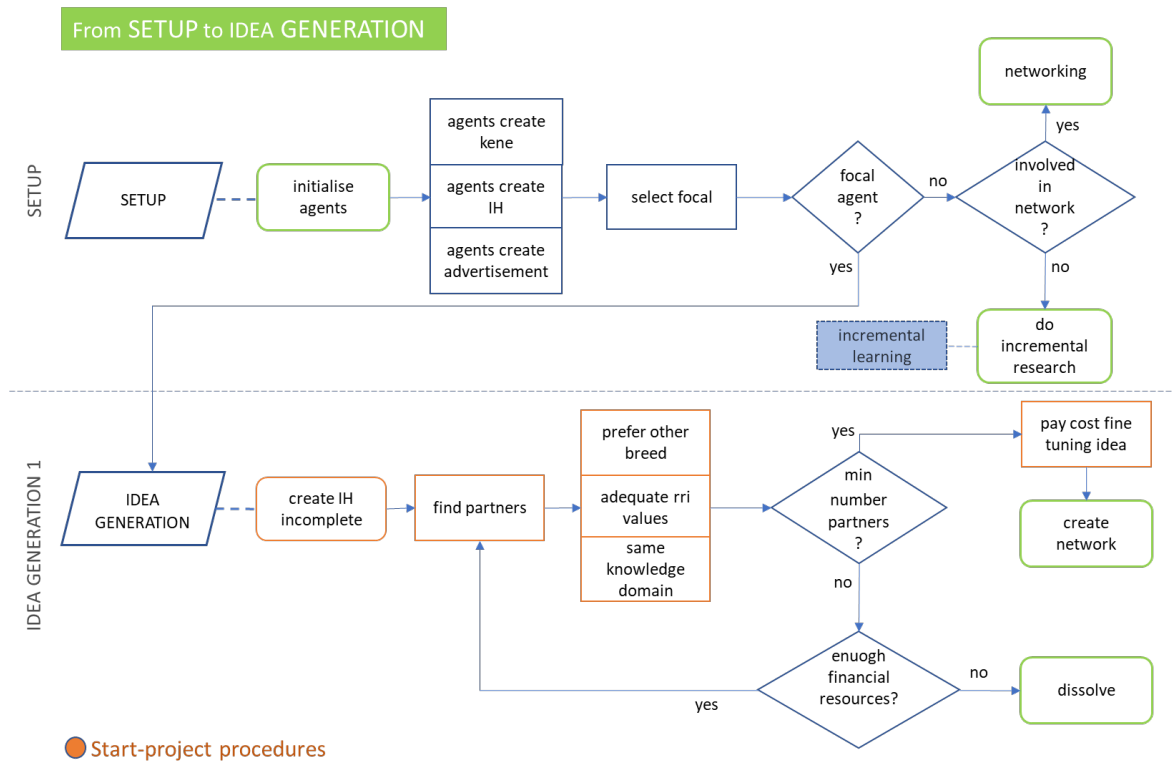 From SETUP to IDEA GENERATION
networking
yes
SETUP
SETUP
initialise
agents
agents create
kene
agents create
IH
agents create
advertisement
select focal
focal
agent
?
no
involved
in
network
?
yes
no
incremental
learning
do
incremental
research
IDEA GENERATION 1
IDEA
GENERATION
create IH
incomplete
find partners
prefer other
breed
adequate rri
values
same
knowledge
domain
yes
min
number
partners
?
pay cost fine
tuning idea
create
network
no
enuogh
financial
resources?
yes
no
dissolve
Start-project procedures